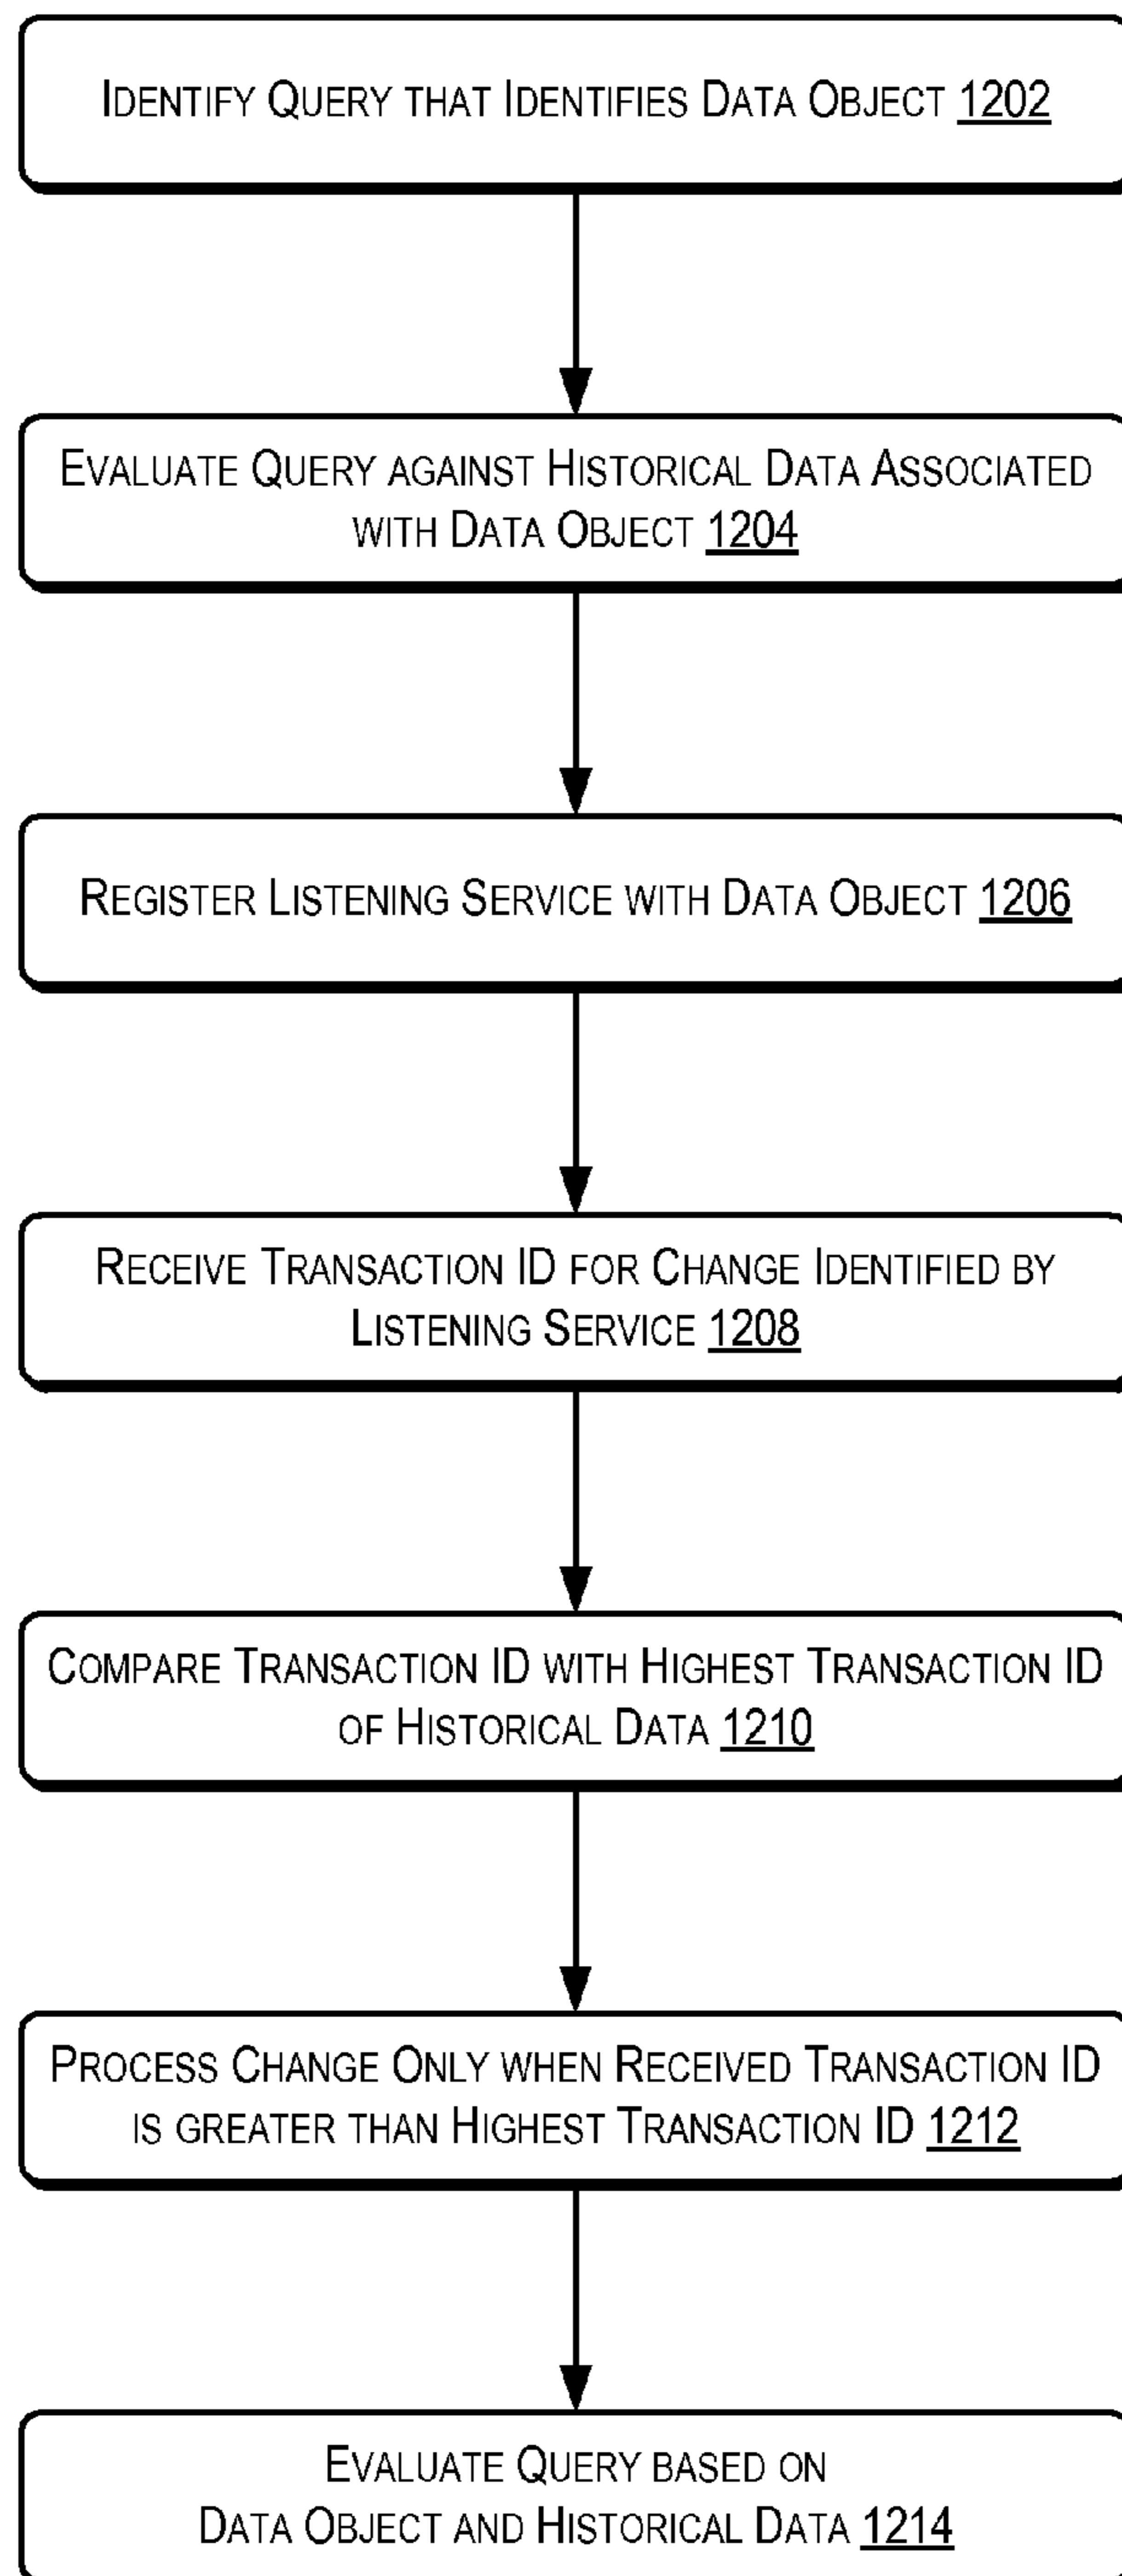 IDENTIFY QUERY THAT IDENTIFIES DATA OBJECT 1202
EVALUATE QUERY AGAINST HISTORICAL DATA ASSOCIATED
WITH DATA OBJECT 1204
REGISTER LISTENING SERVICE WITH DATA OBJECT 1206
RECEIVE TRANSACTION ID FOR CHANGE IDENTIFIED BY
LISTENING SERVICE 1208
COMPARE TRANSACTION ID WITH HIGHEST TRANSACTION ID
OF HISTORICAL DATA 1210
PROCESS CHANGE ONLY WHEN RECEIVED TRANSACTION ID
IS GREATER THAN HIGHEST TRANSACTION ID 1212
EVALUATE QUERY BASED ON
DATA OBJECT AND HISTORICAL DATA 1214